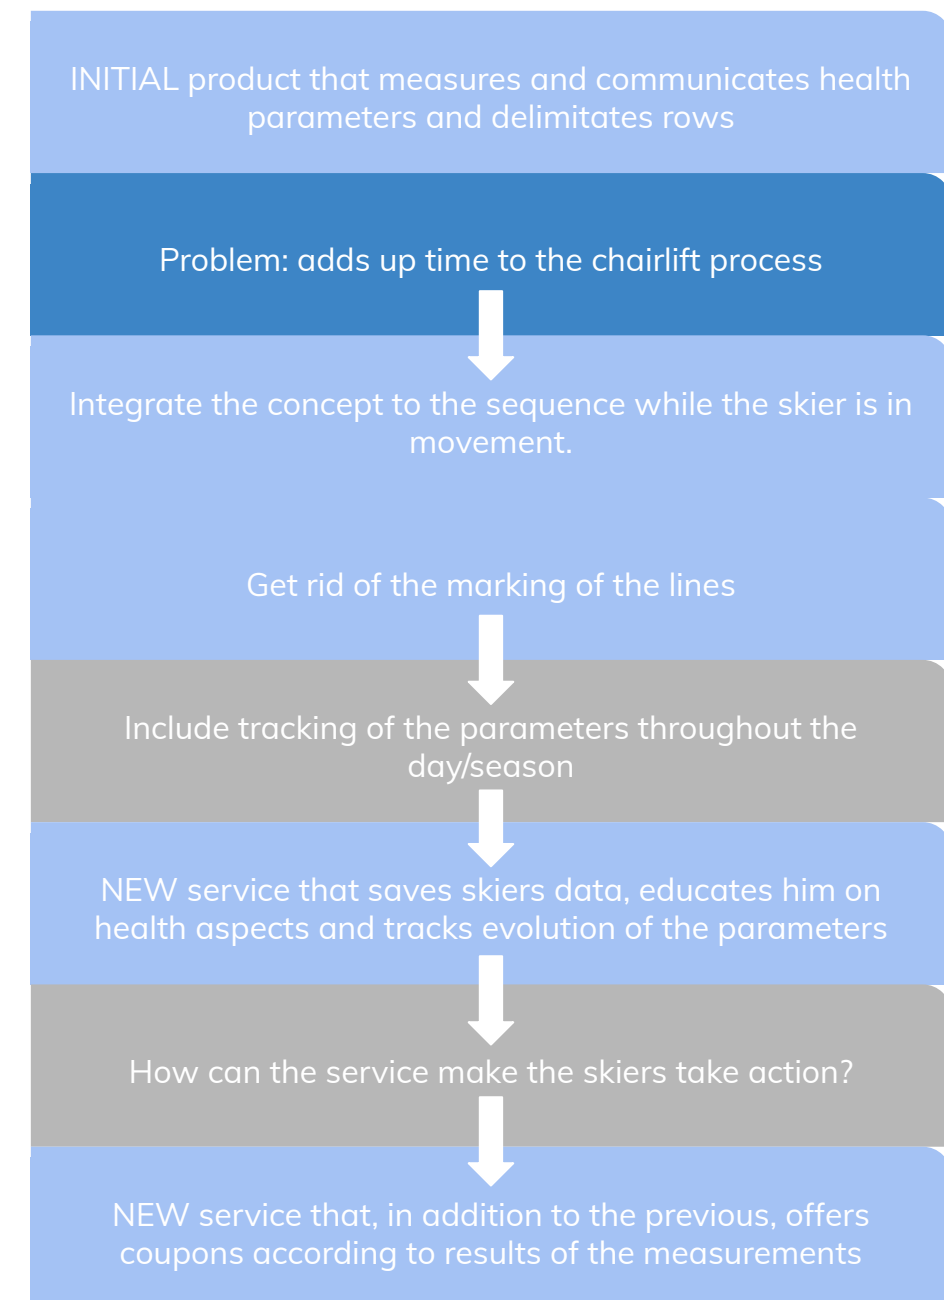 INITIAL product that measures and communicates health
parameters and delimitates rows
Problem: adds up time to the chairlift process
Integrate the concept to the sequence while the skier is in
movement.
Get rid of the marking of the lines
Include tracking of the parameters throughout the
day/season
NEW service that saves skiers data, educates him on
health aspects and tracks evolution of the parameters
How can the service make the skiers take action?
NEW service that, in addition to the previous, offers
coupons according to results of the measurements